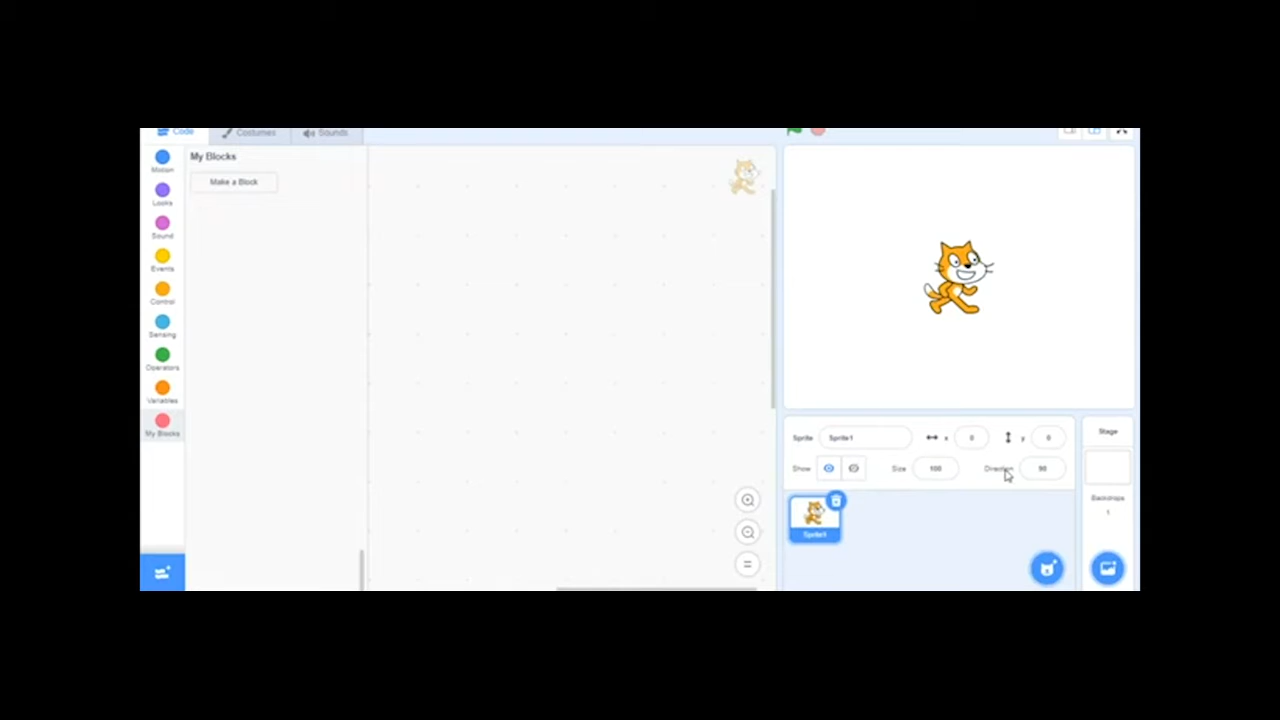 Code
Costumes
Sounds
My Blocks
Make a Block
Motion
Looks
Sound
Events
Control
Sensing
Operators
Variables
My Blocks
Sprite
Sprite1
x
0
y
0
Show
Size
100
Direction
90
Sprite1
Stage
Backdrops
1